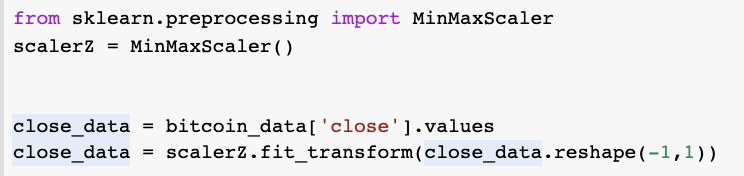 from sklearn.preprocessing import MinMaxScaler
scalerZ = MinMaxScaler()
close_data = bitcoin_data['close'].values
close_data = scalerZ.fit_transform(close_data.reshape(-1,1))